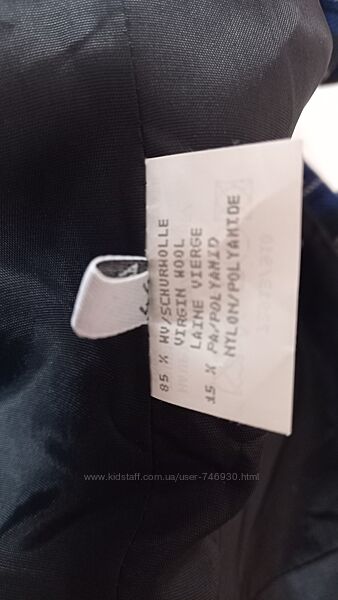 85 % WV/SCHURWOLLE
VIRGIN WOOL
LAINE VIERGE
15 % PA/POLYAMID
NYLON/POLYAMIDE
www.kidstaff.com.ua/user-746930.html